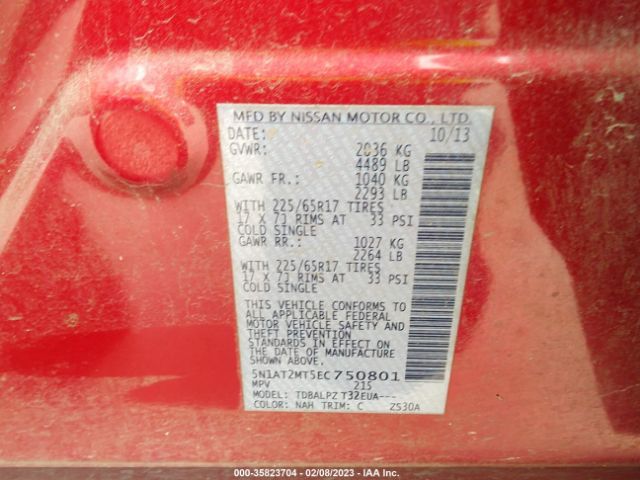 MFD BY NISSAN MOTOR CO., LTD.
DATE: 10/13
GVWR: 2036 KG
4489 LB
GAWR FR.: 1040 KG
2293 LB
WITH 225/65R17 TIRES
17 X 7J RIMS AT 33 PSI
COLD SINGLE
GAWR RR.: 1027 KG
2264 LB
WITH 225/65R17 TIRES
17 X 7J RIMS AT 33 PSI
COLD SINGLE
THIS VEHICLE CONFORMS TO
ALL APPLICABLE FEDERAL
MOTOR VEHICLE SAFETY AND
THEFT PREVENTION
STANDARDS IN EFFECT ON
THE DATE OF MANUFACTURE
SHOWN ABOVE.
5N1AT2MT5EC750801
MPV 215
MODEL: TDBALPZ T32EUA---
COLOR: NAH TRIM: C ZS30A
000-35823704 - 02/08/2023 - IAA Inc.